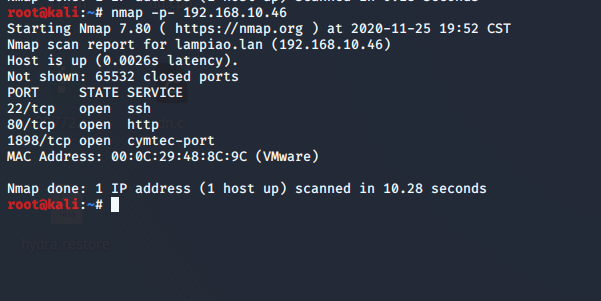 root@kali:~# nmap -p- 192.168.10.46
Starting Nmap 7.80 ( https://nmap.org ) at 2020-11-25 19:52 CST
Nmap scan report for lampiao.lan (192.168.10.46)
Host is up (0.0026s latency).
Not shown: 65532 closed ports
PORT     STATE SERVICE
22/tcp   open  ssh
80/tcp   open  http
1898/tcp open  cymtec-port
MAC Address: 00:0C:29:48:8C:9C (VMware)
Nmap done: 1 IP address (1 host up) scanned in 10.28 seconds
root@kali:~#
hydra.restore